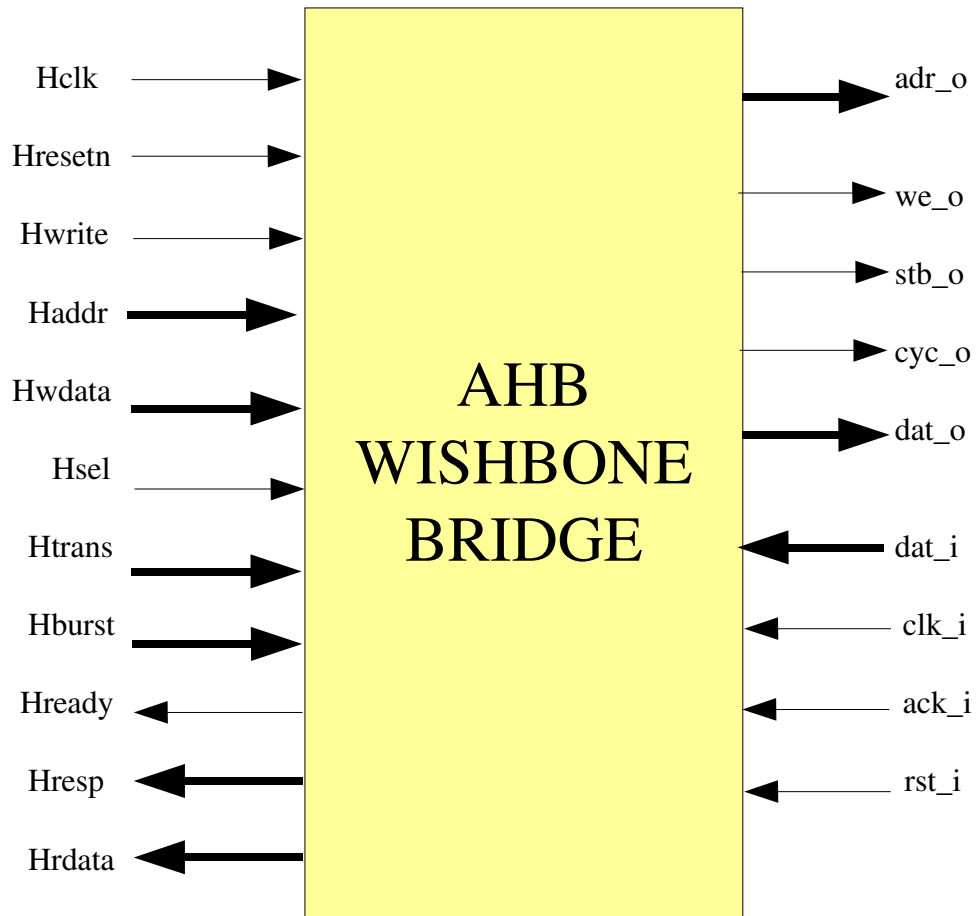 Hclk
Hresetn
Hwrite
Haddr
Hwdata
Hsel
Htrans
Hburst
Hready
Hresp
Hrdata
AHB
WISHBONE
BRIDGE
adr_o
we_o
stb_o
cyc_o
dat_o
dat_i
clk_i
ack_i
rst_i